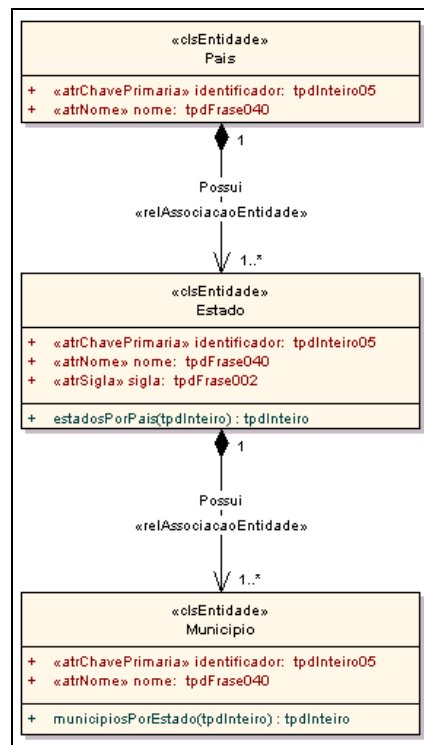 «clsEntidade»
Pais
+ «atrChavePrimaria» identificador: tpdInteiro05
+ «atrNome» nome: tpdFrase040
1
Possui
«relAssociacaoEntidade»
1..*
«clsEntidade»
Estado
+ «atrChavePrimaria» identificador: tpdInteiro05
+ «atrNome» nome: tpdFrase040
+ «atrSigla» sigla: tpdFrase002
+ estadosPorPais(tpdInteiro) : tpdInteiro
1
Possui
«relAssociacaoEntidade»
1..*
«clsEntidade»
Municipio
+ «atrChavePrimaria» identificador: tpdInteiro05
+ «atrNome» nome: tpdFrase040
+ municipiosPorEstado(tpdInteiro) : tpdInteiro